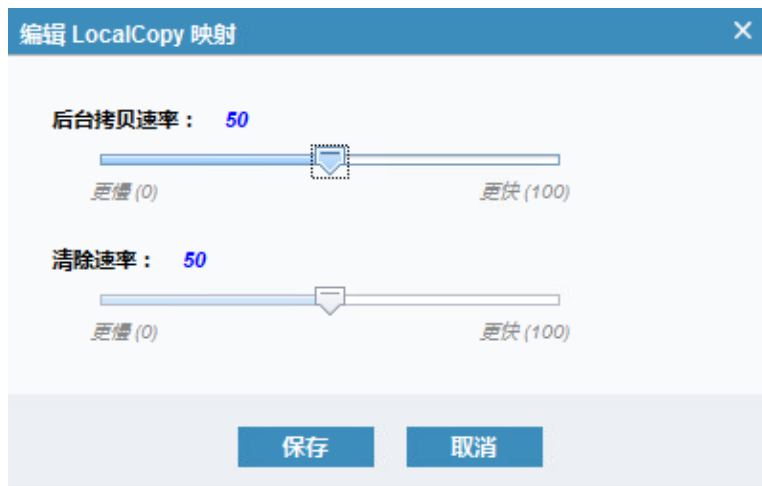 编辑 LocalCopy 映射
后台拷贝速率： 50
更慢 (0) 更快 (100)
清除速率： 50
更慢 (0) 更快 (100)
保存 取消